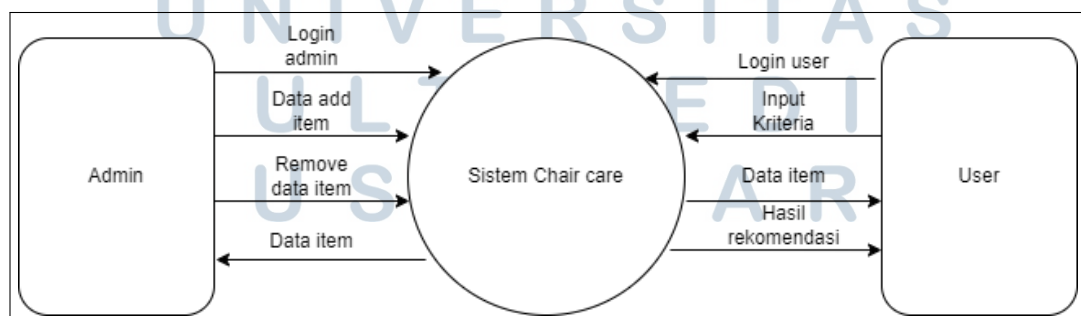 UNIVERSITAS
Login
admin
Login user
Data add
item
Input
Kriteria
Admin
Remove
data item
Sistem Chair care
Data item
User
Data item
Hasil
rekomendasi